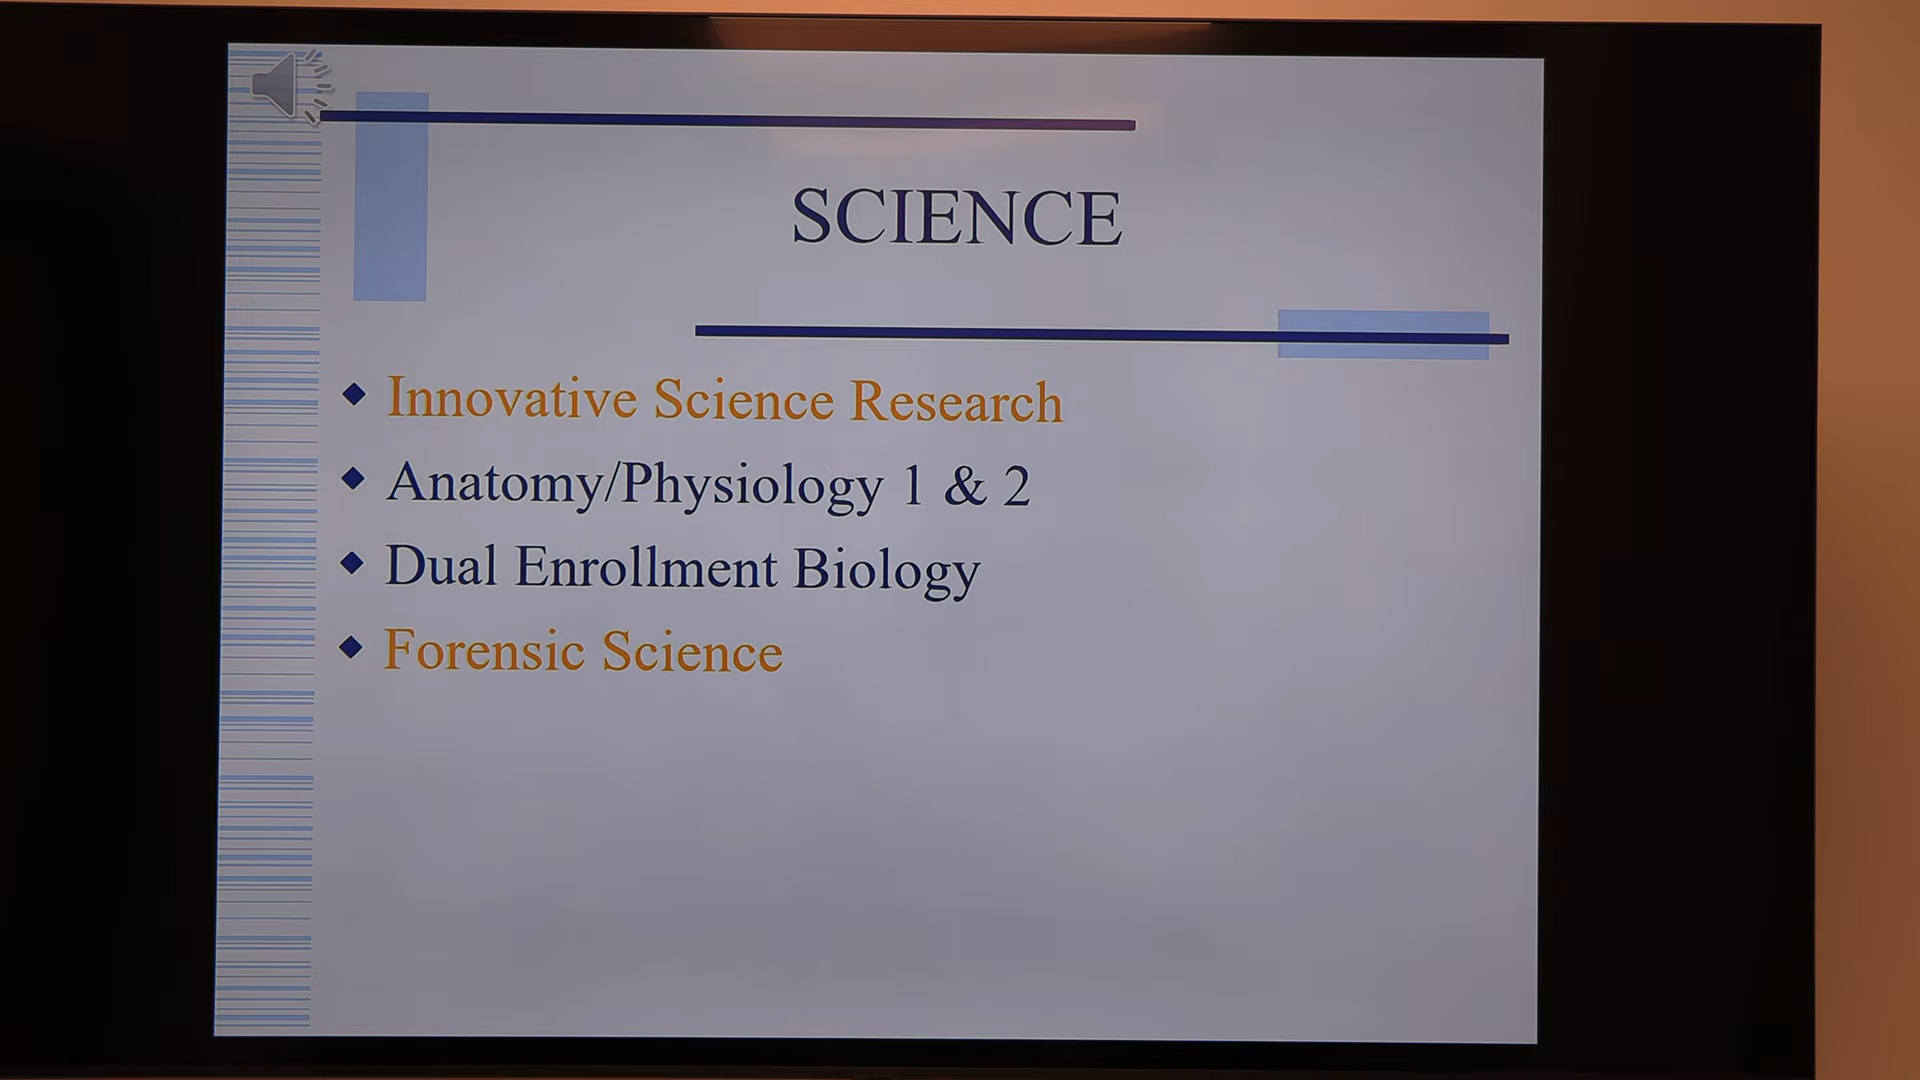 SCIENCE
Innovative Science Research
Anatomy/Physiology 1 & 2
Dual Enrollment Biology
Forensic Science